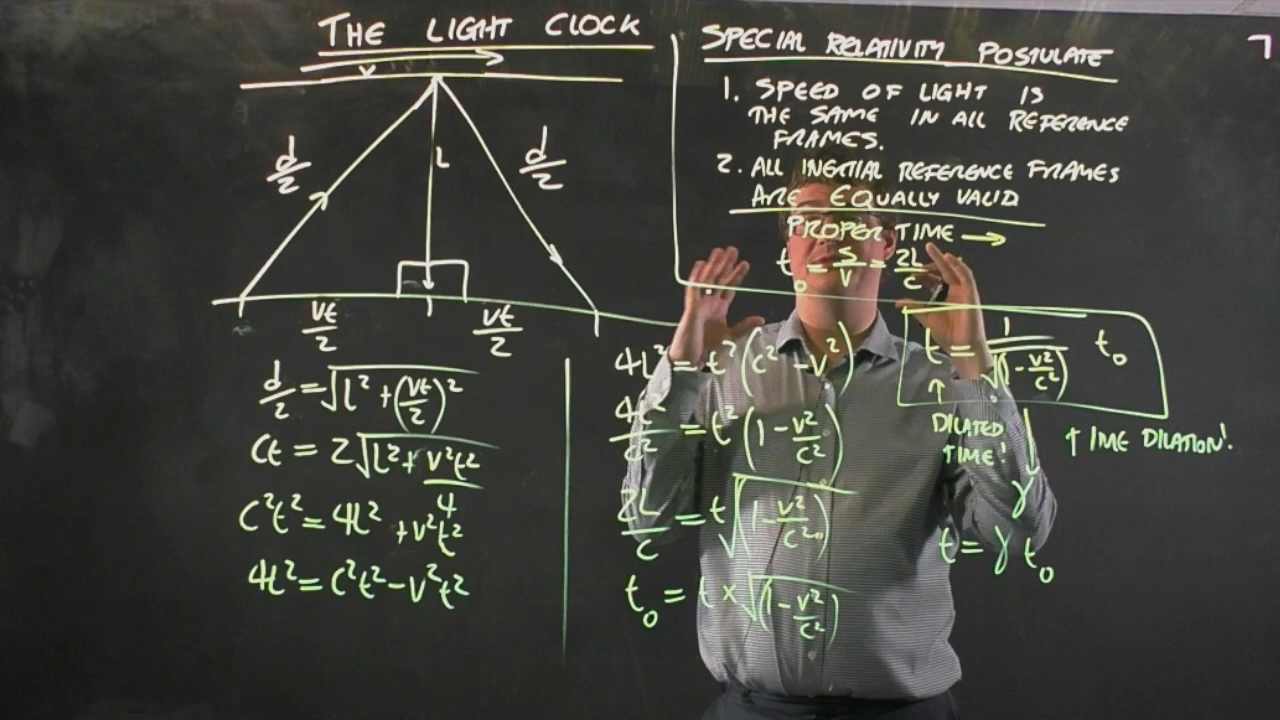 THE LIGHT CLOCK
v
d/2
L
d/2
vt/2
vt/2
d/2 = √(L² + (vt/2)²)
ct = 2√(L² + v²t²/4)
c²t² = 4L² + v²t²
4L² = c²t² - v²t²
SPECIAL RELATIVITY POSTULATE
1. SPEED OF LIGHT IS
THE SAME IN ALL REFERENCE
FRAMES.
2. ALL INERTIAL REFERENCE FRAMES
ARE EQUALLY VALID
PROPER TIME →
t₀ = s/v = 2L/c
4L² = t²(c² - v²)
4L²/c² = t²(1 - v²/c²)
2L/c = t√(1 - v²/c²)
t₀ = t × √(1 - v²/c²)
t = 1/√(1 - v²/c²) t₀
↑
DILATED
TIME!
TIME DILATION!
γ
t = γ t₀
7